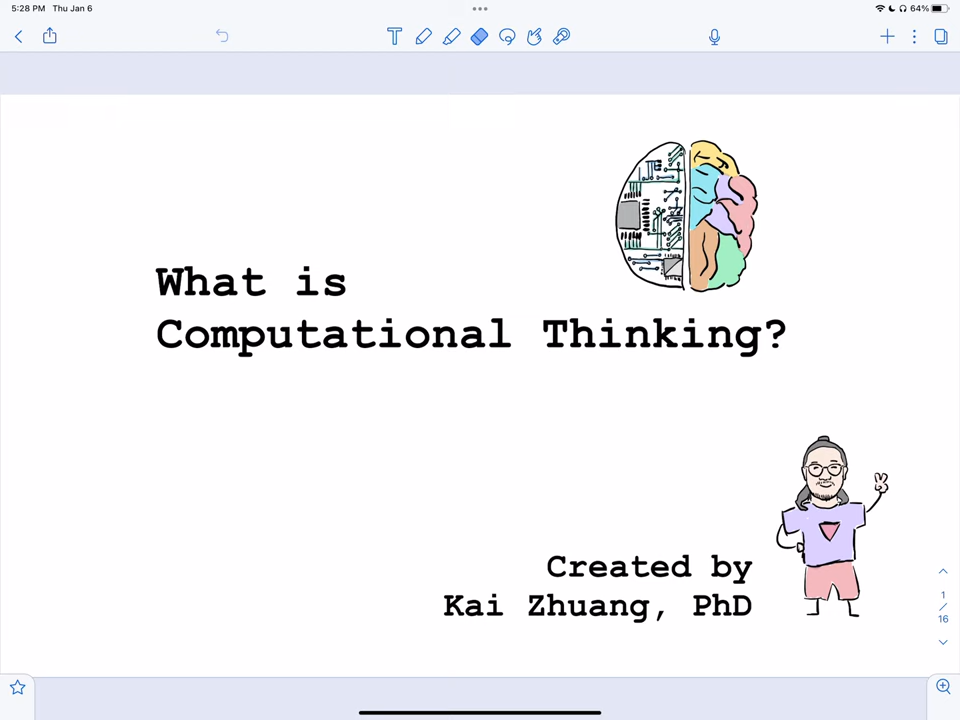 5:28 PM Thu Jan 6
64%
What is
Computational Thinking?
Created by
Kai Zhuang, PhD
1
/
16